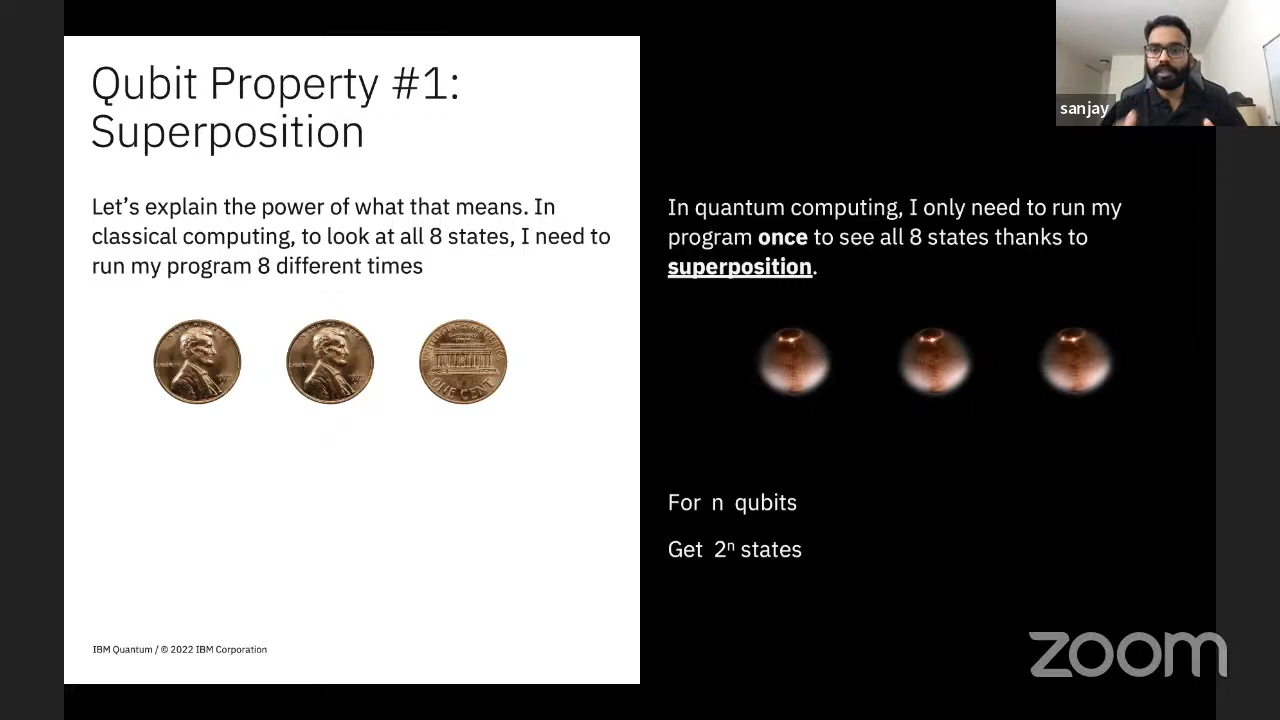 Qubit Property #1:
Superposition
Let's explain the power of what that means. In
classical computing, to look at all 8 states, I need to
run my program 8 different times
ONE CENT
IBM Quantum / © 2022 IBM Corporation
sanjay
In quantum computing, I only need to run my
program once to see all 8 states thanks to
superposition.
For n qubits
Get 2ⁿ states
zoom